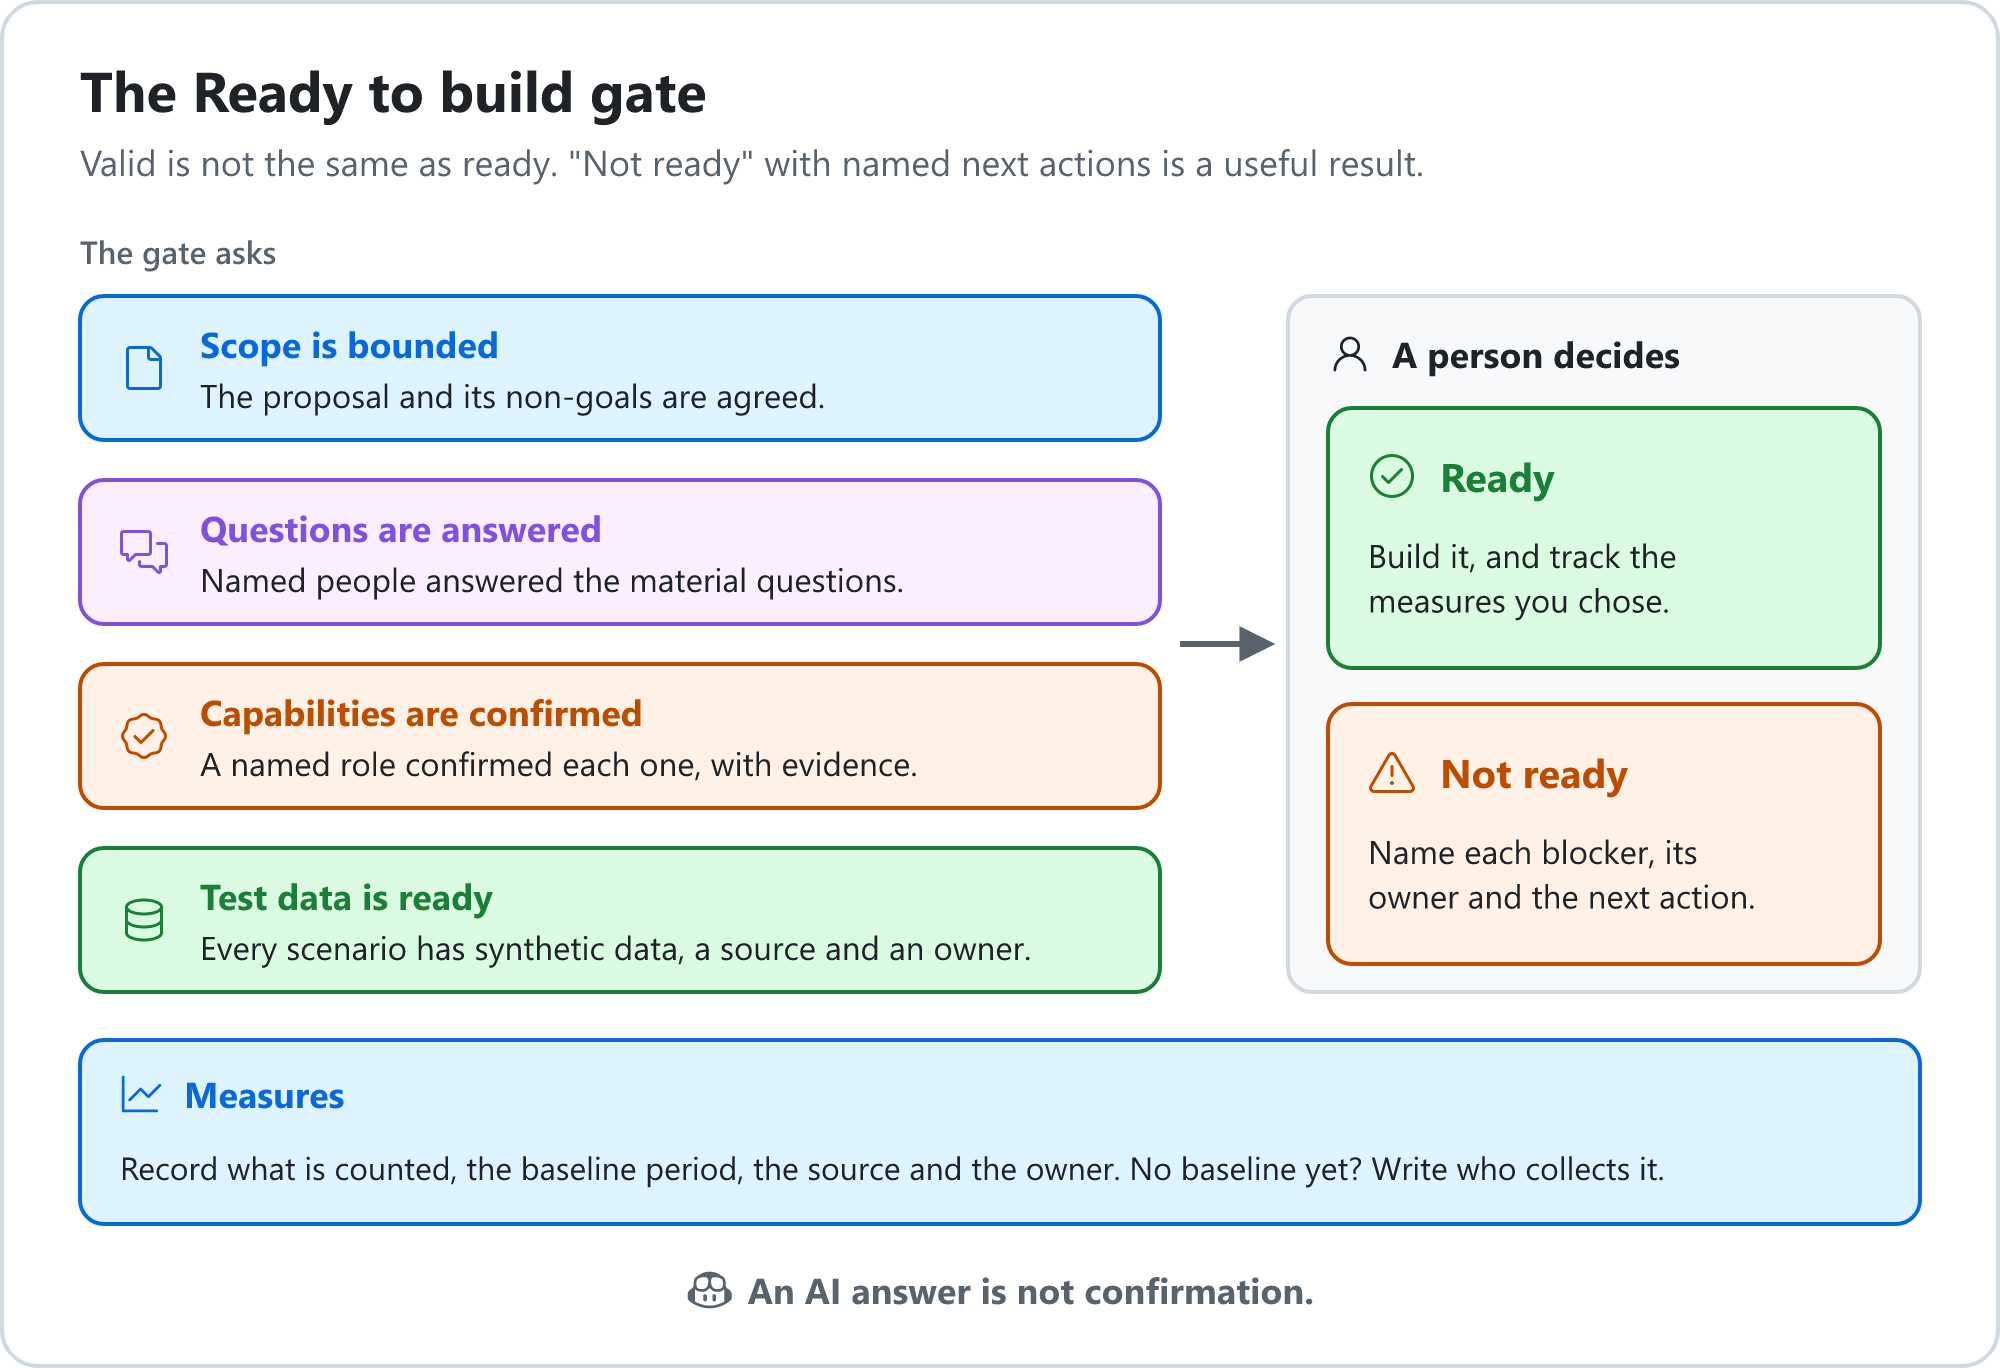 The Ready to build gate
Valid is not the same as ready. "Not ready" with named next actions is a useful result.
The gate asks
Scope is bounded
The proposal and its non-goals are agreed.
Questions are answered
Named people answered the material questions.
Capabilities are confirmed
A named role confirmed each one, with evidence.
Test data is ready
Every scenario has synthetic data, a source and an owner.
A person decides
Ready
Build it, and track the
measures you chose.
Not ready
Name each blocker, its
owner and the next action.
Measures
Record what is counted, the baseline period, the source and the owner. No baseline yet? Write who collects it.
An AI answer is not confirmation.